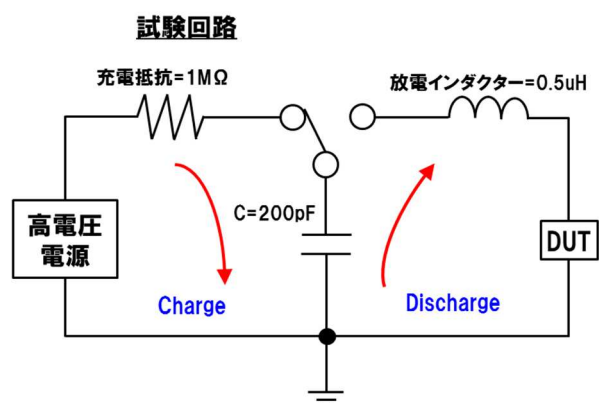 試験回路
充電抵抗=1MΩ
放電インダクター=0.5uH
C=200pF
高電圧
電源
DUT
Charge
Discharge